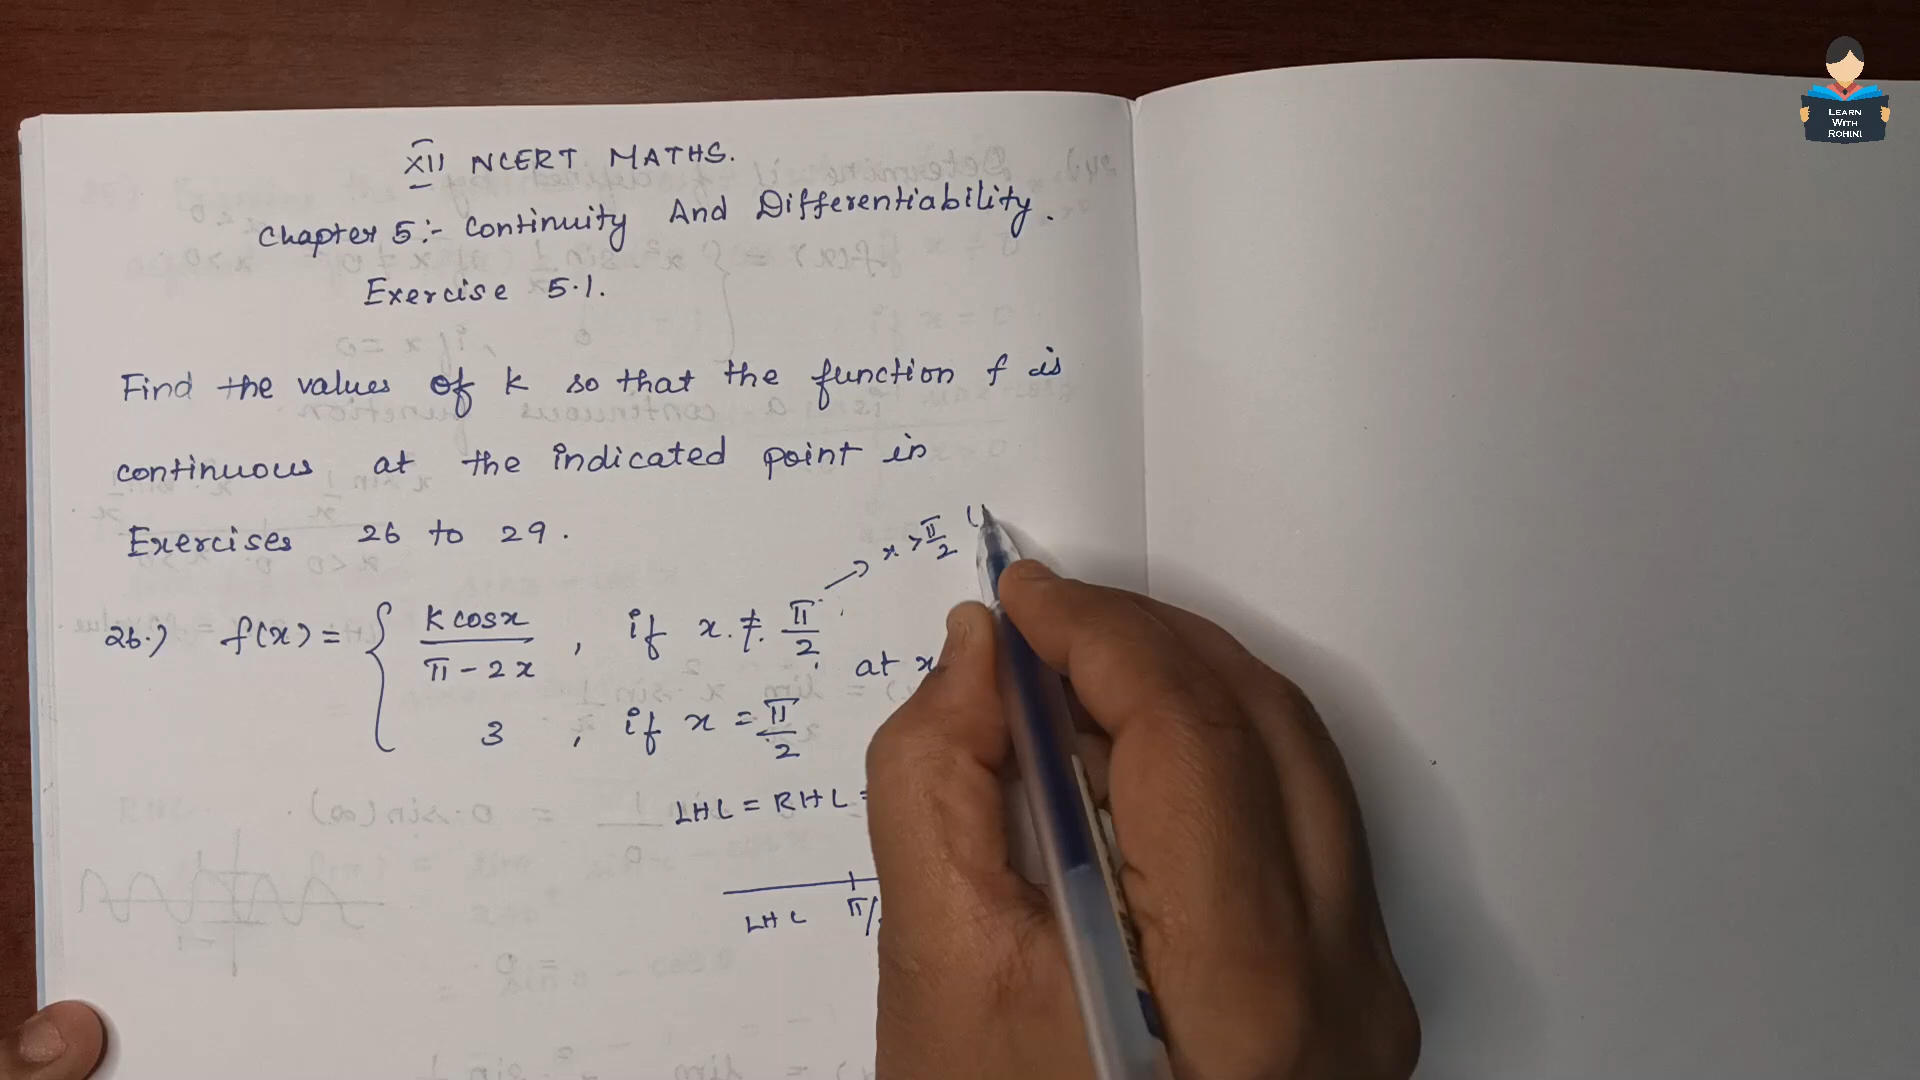 XII NCERT MATHS.
Chapter 5:- Continuity And Differentiability.
Exercise 5.1.
Find the values of k so that the function f is
continuous at the indicated point in
Exercises 26 to 29.
x > π/2
26.) f(x) = { k cosx / π - 2x , if x ≠ π/2
at x
3 , if x = π/2
LHL = RHL =
LHL π/
LEARN
WITH
ROHINI